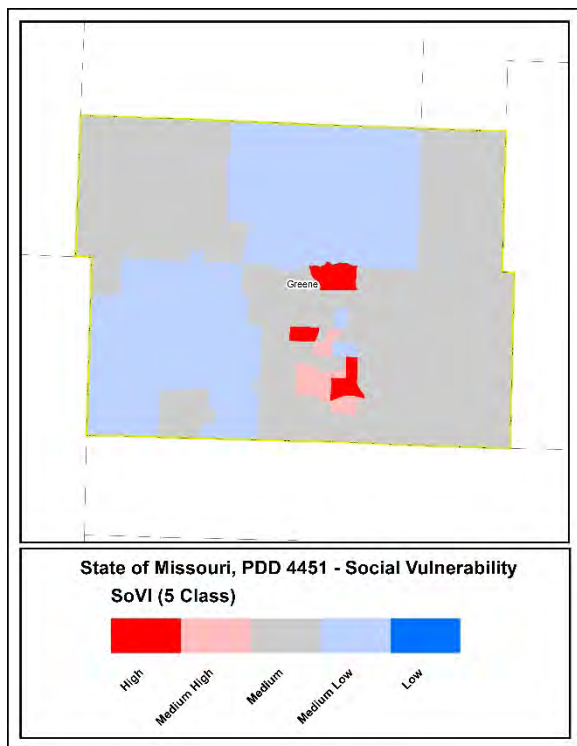 Greene
State of Missouri, PDD 4451 - Social Vulnerability
SoVI (5 Class)
High
Medium High
Medium
Medium Low
Low